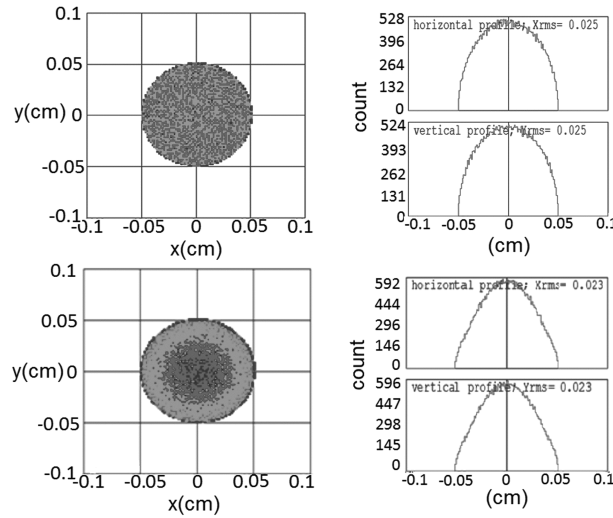 0.1
0.05
y(cm) 0
-0.05
-0.1
-0.1 -0.05 0 0.05 0.1
x(cm)
528
396
264
132
0
horizontal profile; Xrms= 0.025
count
524
493
262
131
0
vertical profile; Yrms= 0.025
-0.1 -0.05 0 0.05 0.1
(cm)
0.1
0.05
y(cm) 0
-0.05
-0.1
-0.1 -0.05 0 0.05 0.1
x(cm)
592
444
298
146
0
horizontal profile; Xrms= 0.023
count
596
447
298
145
0
vertical profile; Yrms= 0.023
-0.1 -0.05 0 0.05 0.1
(cm)